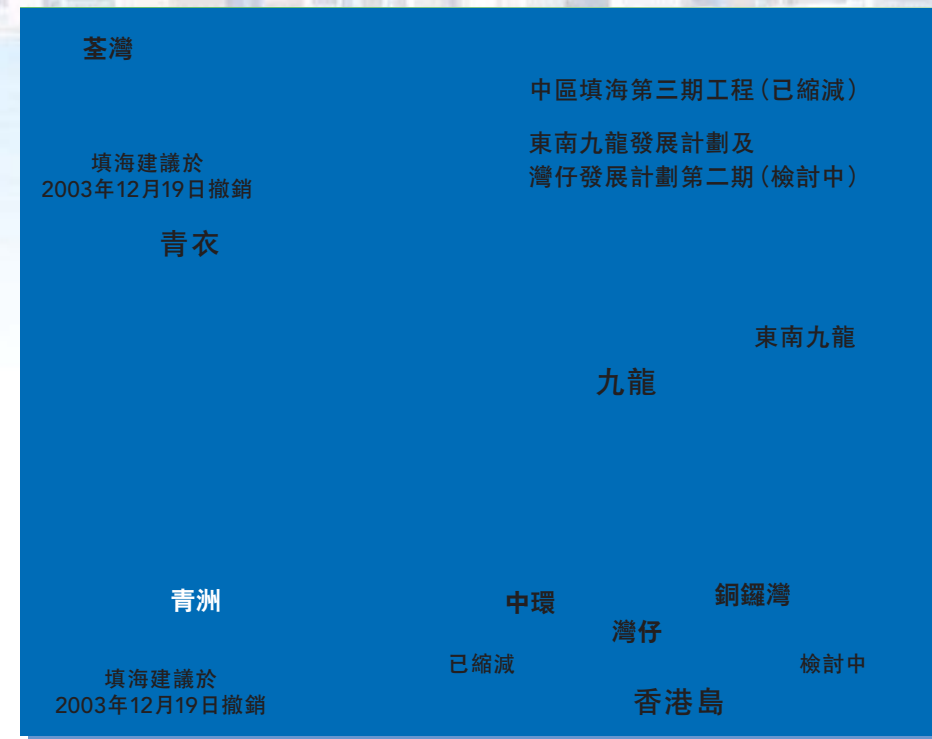 荃灣
中區填海第三期工程（已縮減）
東南九龍發展計劃及
灣仔發展計劃第二期（檢討中）
填海建議於
2003年12月19日撤銷
青衣
東南九龍
九龍
青洲
中環
銅鑼灣
灣仔
已縮減
檢討中
填海建議於
2003年12月19日撤銷
香港島